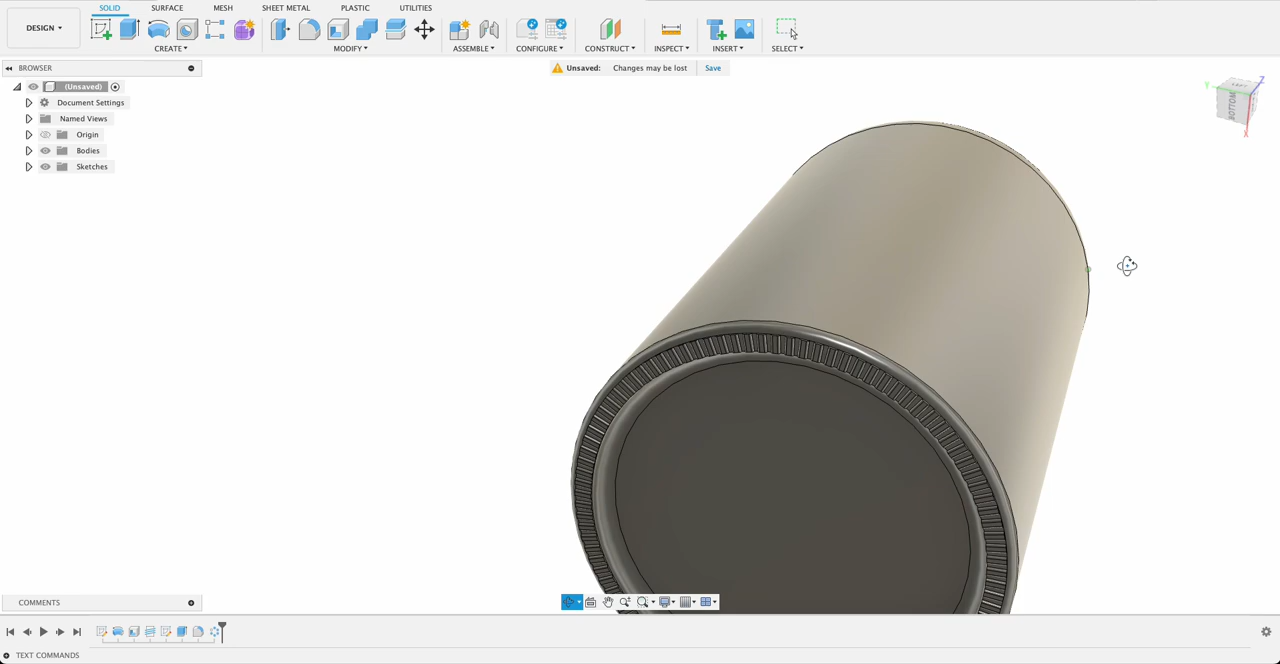 SOLID SURFACE MESH SHEET METAL PLASTIC UTILITIES
DESIGN
CREATE MODIFY ASSEMBLE CONFIGURE CONSTRUCT INSPECT INSERT SELECT
BROWSER
Unsaved: Changes may be lost Save
(Unsaved)
Document Settings
Named Views
Origin
Bodies
Sketches
Y Z X
BOTTOM
COMMENTS
TEXT COMMANDS